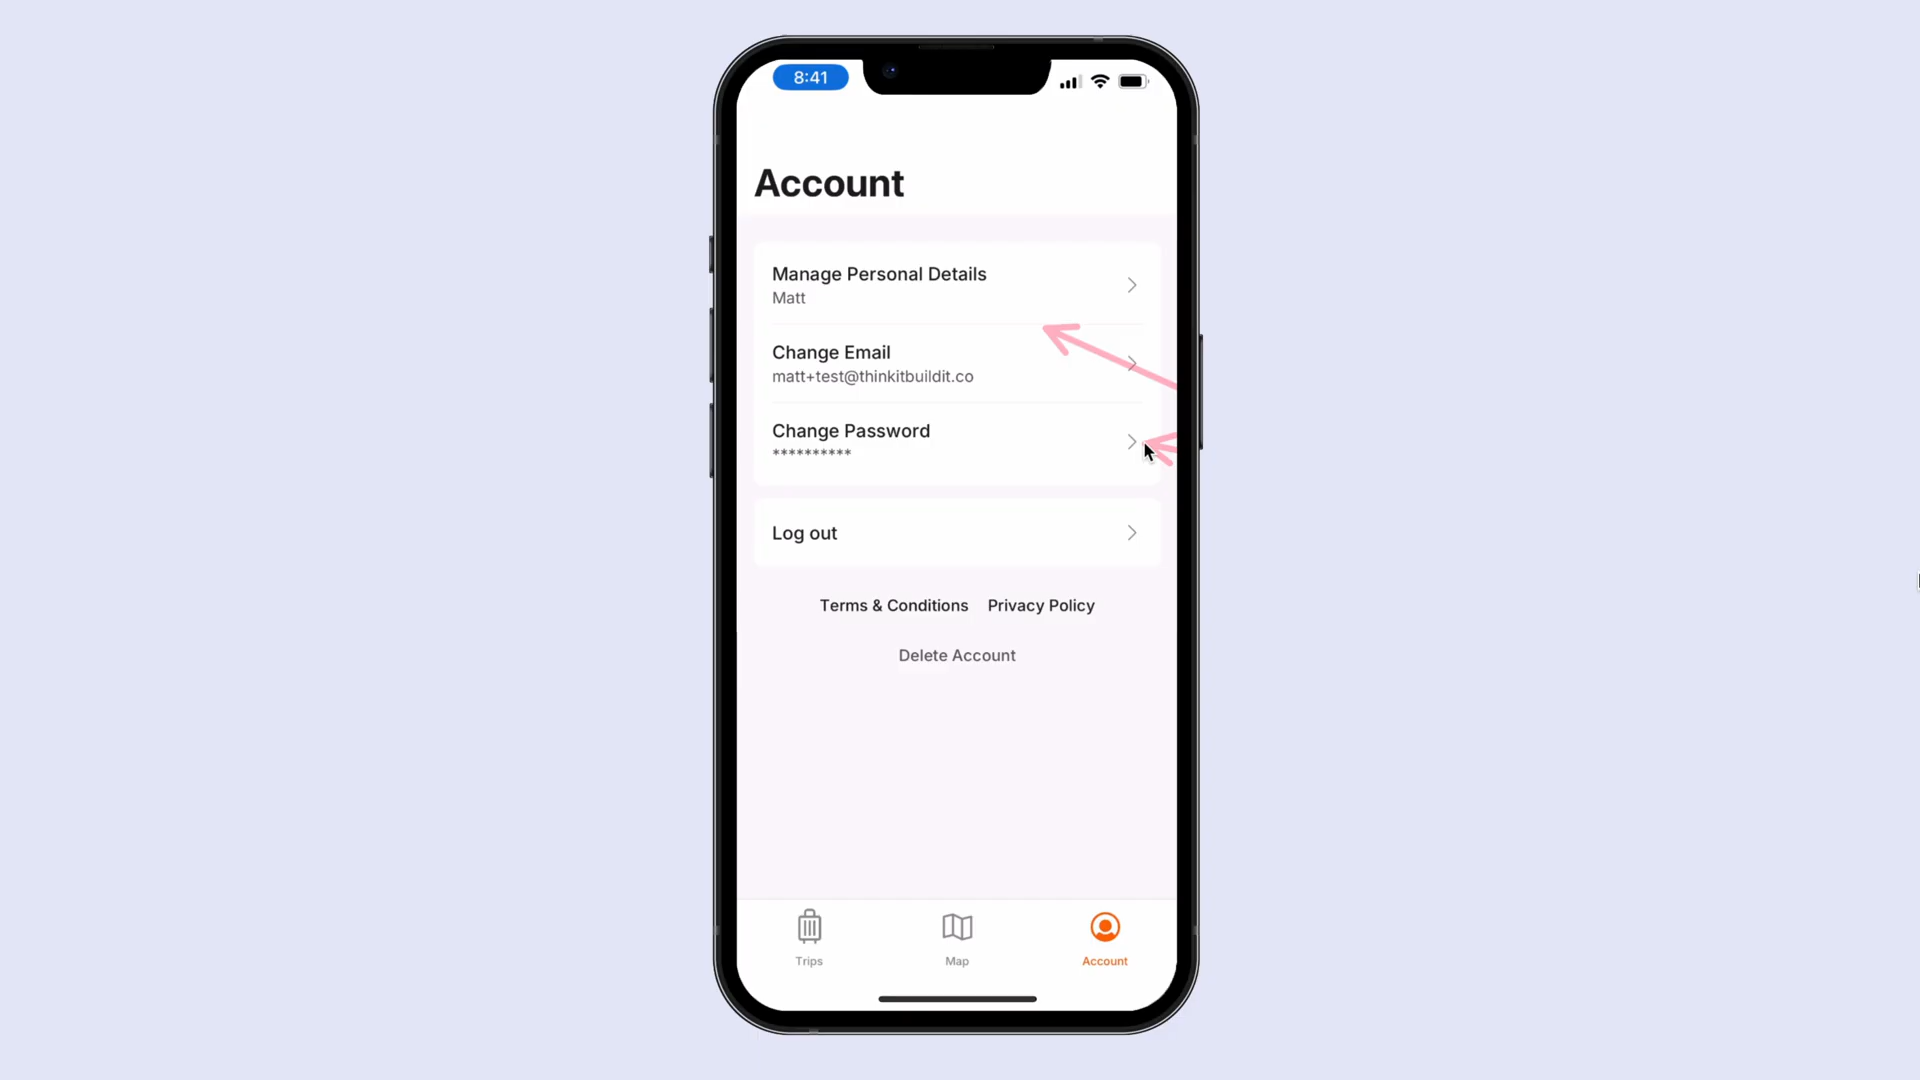 8:41
Account
Manage Personal Details
Matt
Change Email
matt+test@thinkitbuildit.co
Change Password
**********
Log out
Terms & Conditions Privacy Policy
Delete Account
Trips Map Account